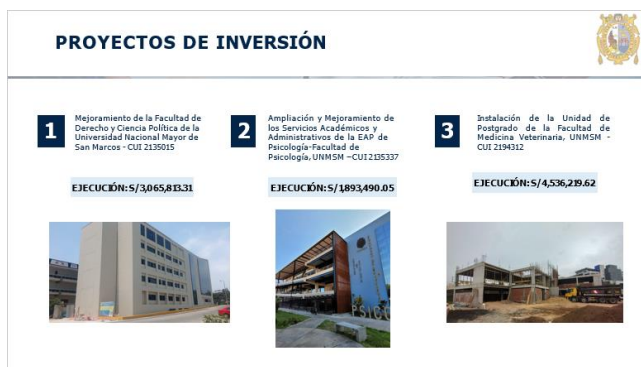 PROYECTOS DE INVERSIÓN
1
Mejoramiento de la Facultad de
Derecho y Ciencia Política de la
Universidad Nacional Mayor de
San Marcos - CUI 2135015
EJECUCIÓN: S/3,065,813.31
2
Ampliación y Mejoramiento de
los Servicios Académicos y
Administrativos de la EAP de
Psicología-Facultad de
Psicología, UNMSM –CUI 2135337
EJECUCIÓN: S/1,893,490.05
3
Instalación de la Unidad de
Postgrado de la Facultad de
Medicina Veterinaria, UNMSM -
CUI 2194312
EJECUCIÓN: S/4,536,219.62
PSICO